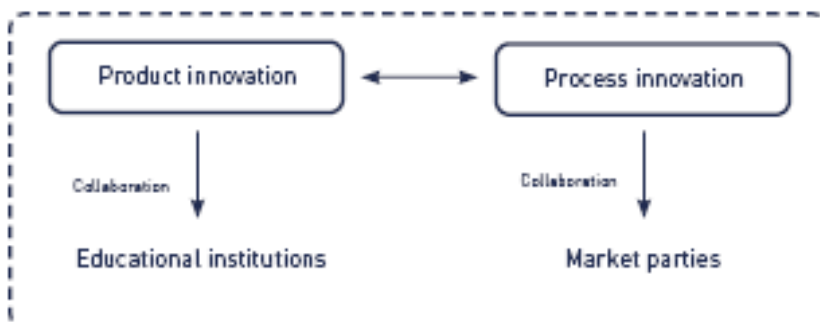 Product innovation
Process innovation
Collaboration
Collaboration
Educational institutions
Market parties